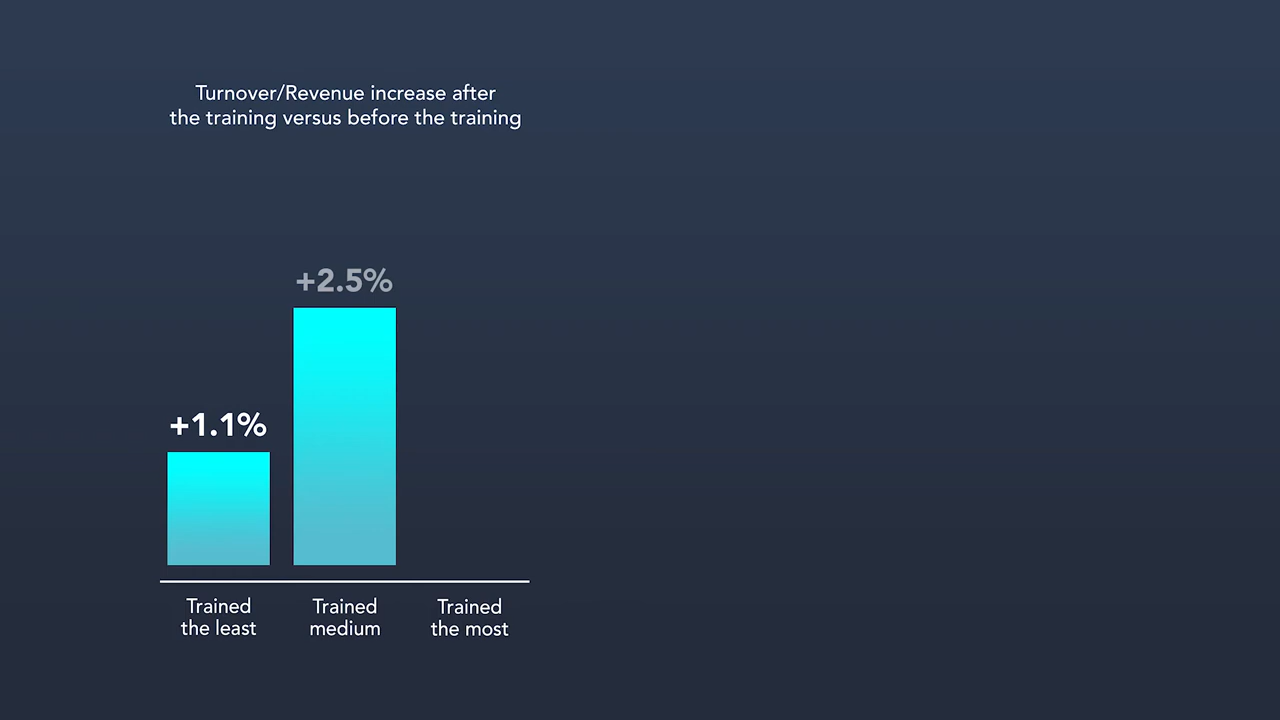 Turnover/Revenue increase after
the training versus before the training
+2.5%
+1.1%
Trained
the least
Trained
medium
Trained
the most